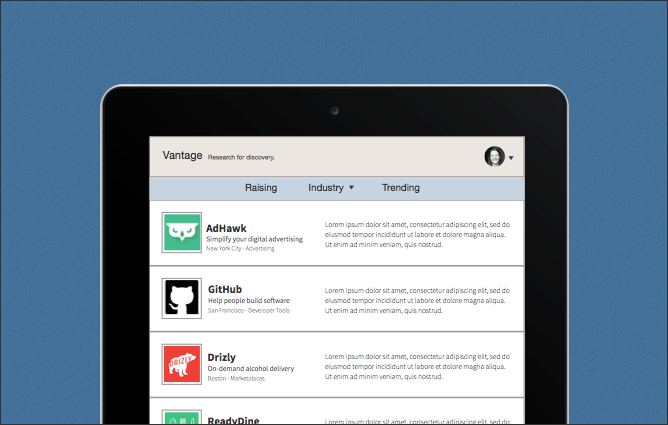 Vantage Research for discovery.
Raising Industry Trending
AdHawk
Simplify your digital advertising
New York City - Advertising
Lorem ipsum dolor sit amet, consectetur adipiscing elit, sed do
eiusmod tempor incididunt ut labore et dolore magna aliqua.
Ut enim ad minim veniam, quis nostrud.
GitHub
Help people build software
San Francisco - Developer Tools
Lorem ipsum dolor sit amet, consectetur adipiscing elit, sed do
eiusmod tempor incididunt ut labore et dolore magna aliqua.
Ut enim ad minim veniam, quis nostrud.
DRIZLY
Drizly
On-demand alcohol delivery
Boston - Marketplaces
Lorem ipsum dolor sit amet, consectetur adipiscing elit, sed do
eiusmod tempor incididunt ut labore et dolore magna aliqua.
Ut enim ad minim veniam, quis nostrud.
ReadyDine
Lorem ipsum dolor sit amet, consectetur adipiscing elit, sed do